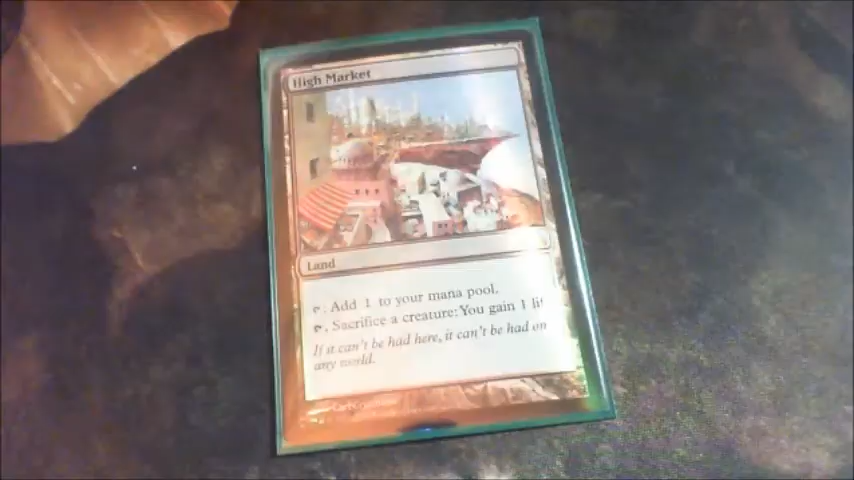 High Market
Land
: Add 1 to your mana pool.
, Sacrifice a creature: You gain 1 li
If it can't be had here, it can't be had on
any world.